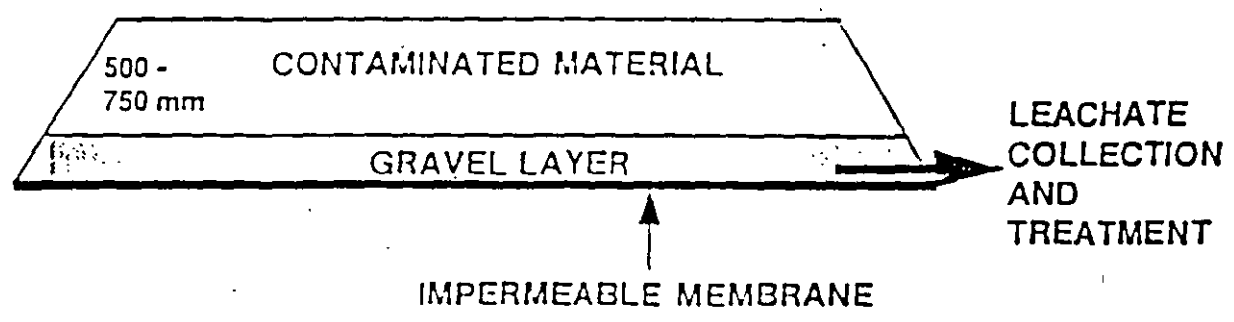 500 -
750 mm
CONTAMINATED MATERIAL
GRAVEL LAYER
LEACHATE
COLLECTION
AND
TREATMENT
IMPERMEABLE MEMBRANE